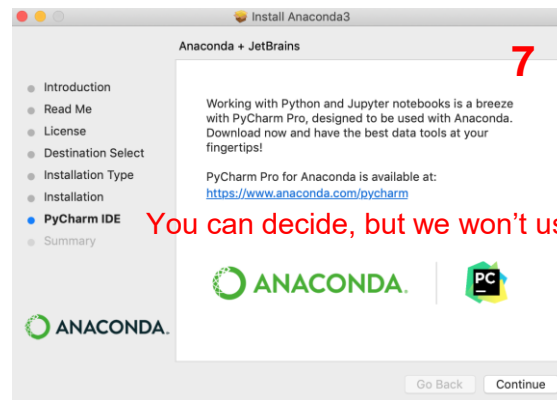 Install Anaconda3
Anaconda + JetBrains
7
Introduction
Read Me
License
Destination Select
Installation Type
Installation
PyCharm IDE
Summary
Working with Python and Jupyter notebooks is a breeze
with PyCharm Pro, designed to be used with Anaconda.
Download now and have the best data tools at your
fingertips!
PyCharm Pro for Anaconda is available at:
https://www.anaconda.com/pycharm
You can decide, but we won’t us
ANACONDA.
PC
ANACONDA.
Go Back
Continue